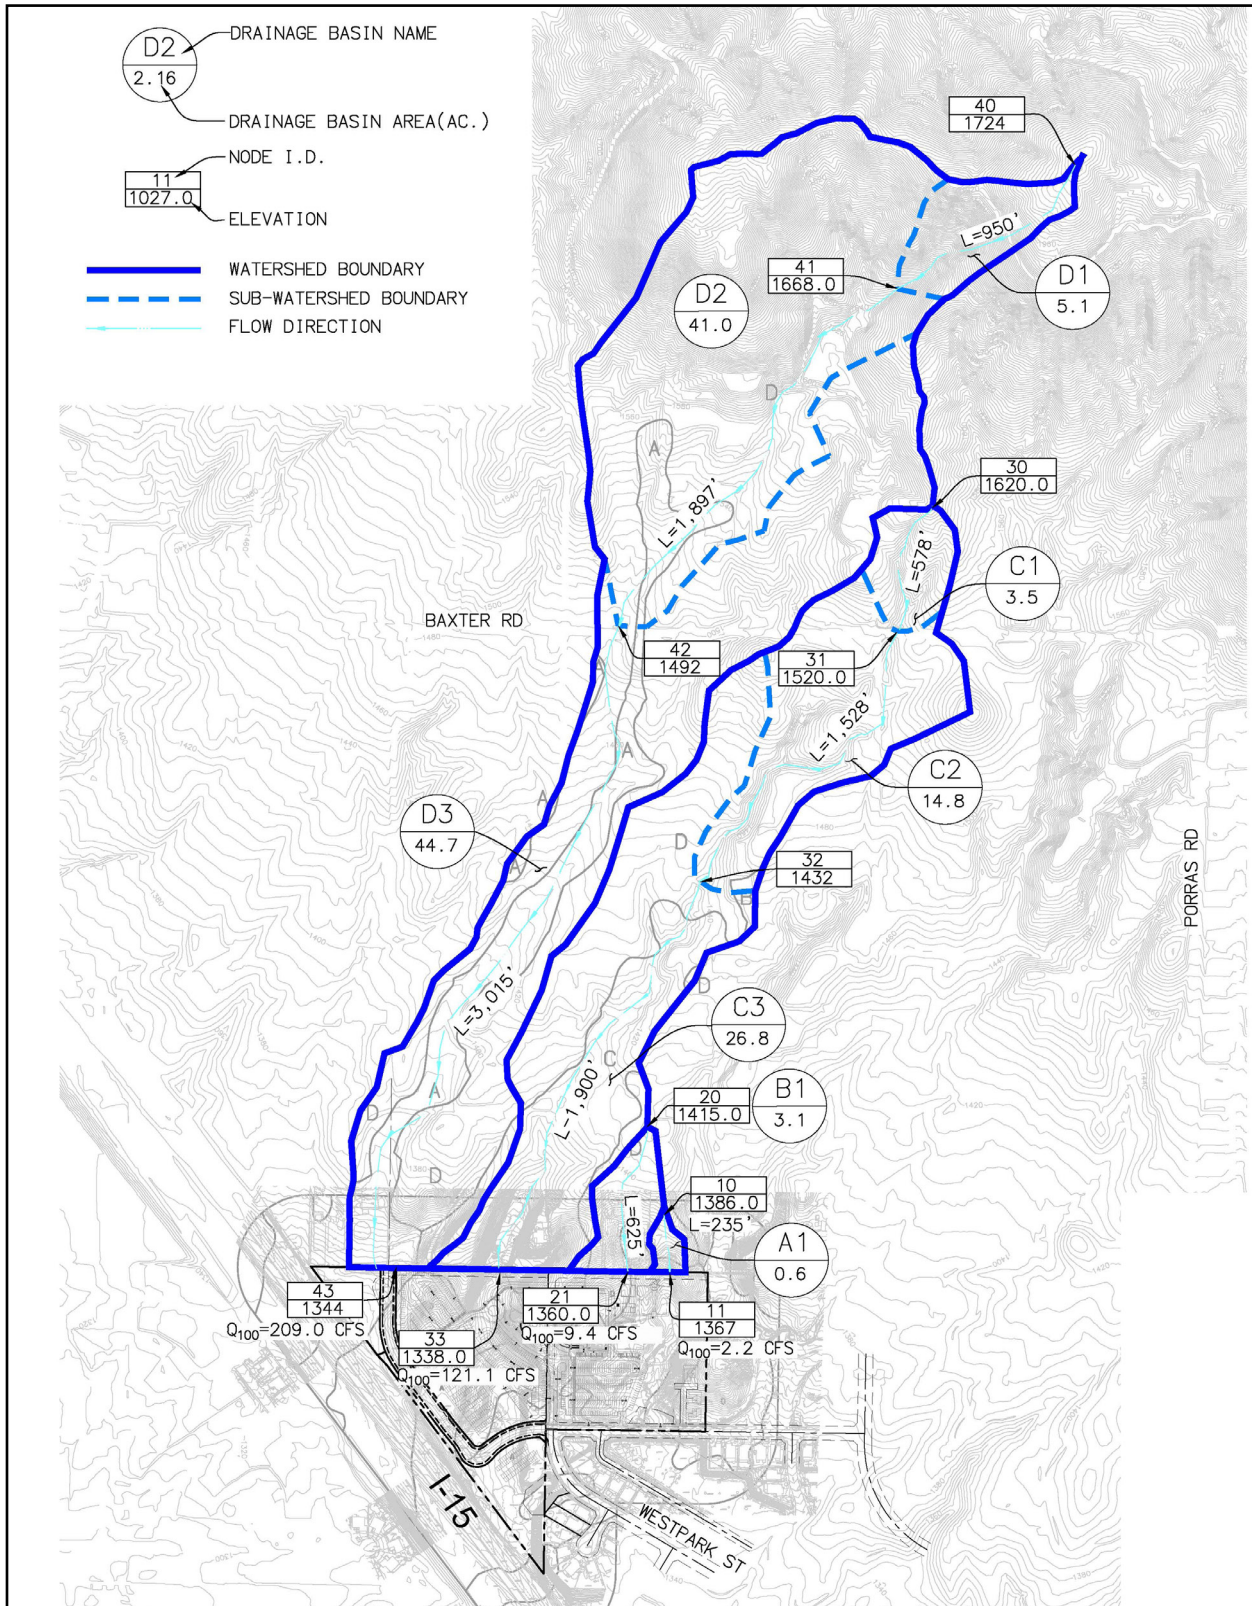 D2
2.16
DRAINAGE BASIN NAME
DRAINAGE BASIN AREA(AC.)
NODE I.D.
11
1027.0
ELEVATION
WATERSHED BOUNDARY
SUB-WATERSHED BOUNDARY
FLOW DIRECTION
40
1724
L=950'
41
1668.0
D2
41.0
D1
5.1
D
A
L=1,897'
30
1620.0
L=578'
C1
3.5
BAXTER RD
42
1492
31
1520.0
L=1,528'
C2
14.8
A
A
A
D3
44.7
A
D
32
1432
B
PORRAS RD
D
L=3,015'
C3
26.8
C
L=1,900'
A
D
D
20
1415.0
B1
3.1
D
10
1386.0
L=235'
L=625'
A1
0.6
43
1344
Q100=209.0 CFS
33
1338.0
Q100=121.1 CFS
21
1360.0
Q100=9.4 CFS
11
1367
Q100=2.2 CFS
I-15
WESTPARK ST